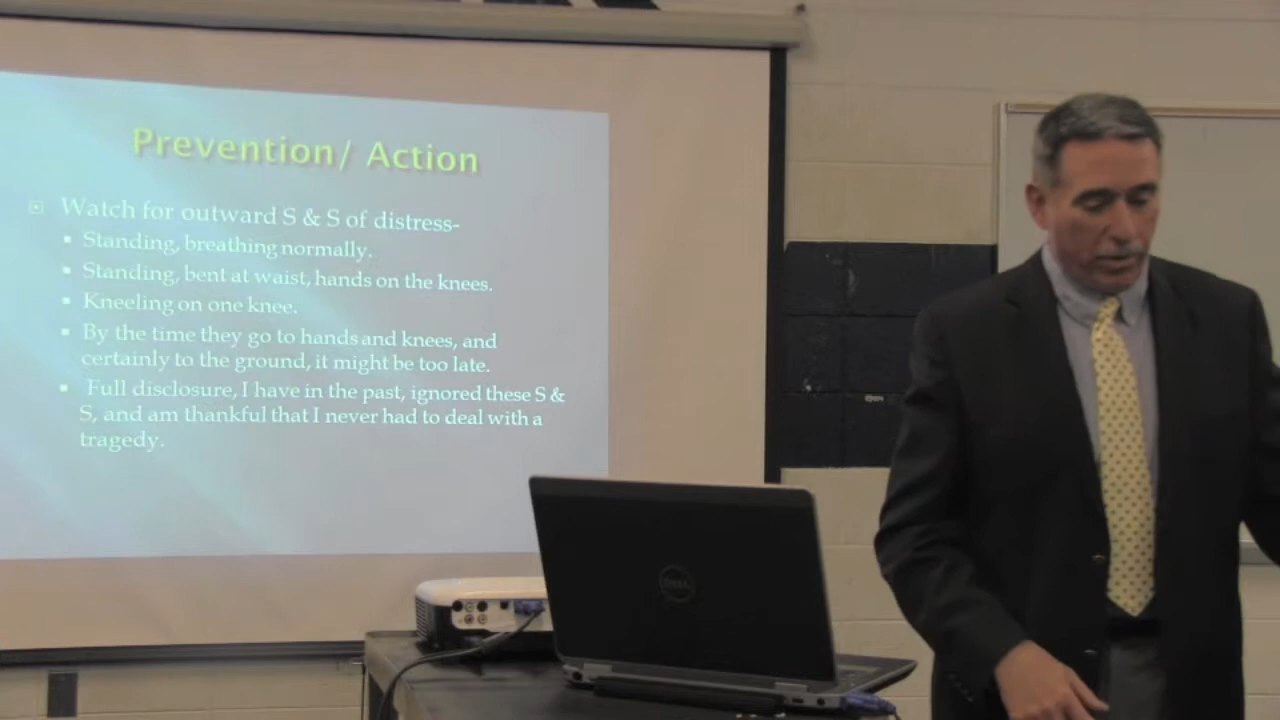 Prevention/ Action
Watch for outward S & S of distress-
Standing, breathing normally.
Standing, bent at waist, hands on the knees.
Kneeling on one knee.
By the time they go to hands and knees, and
certainly to the ground, it might be too late.
Full disclosure, I have in the past, ignored these S &
S, and am thankful that I never had to deal with a
tragedy.
DELL